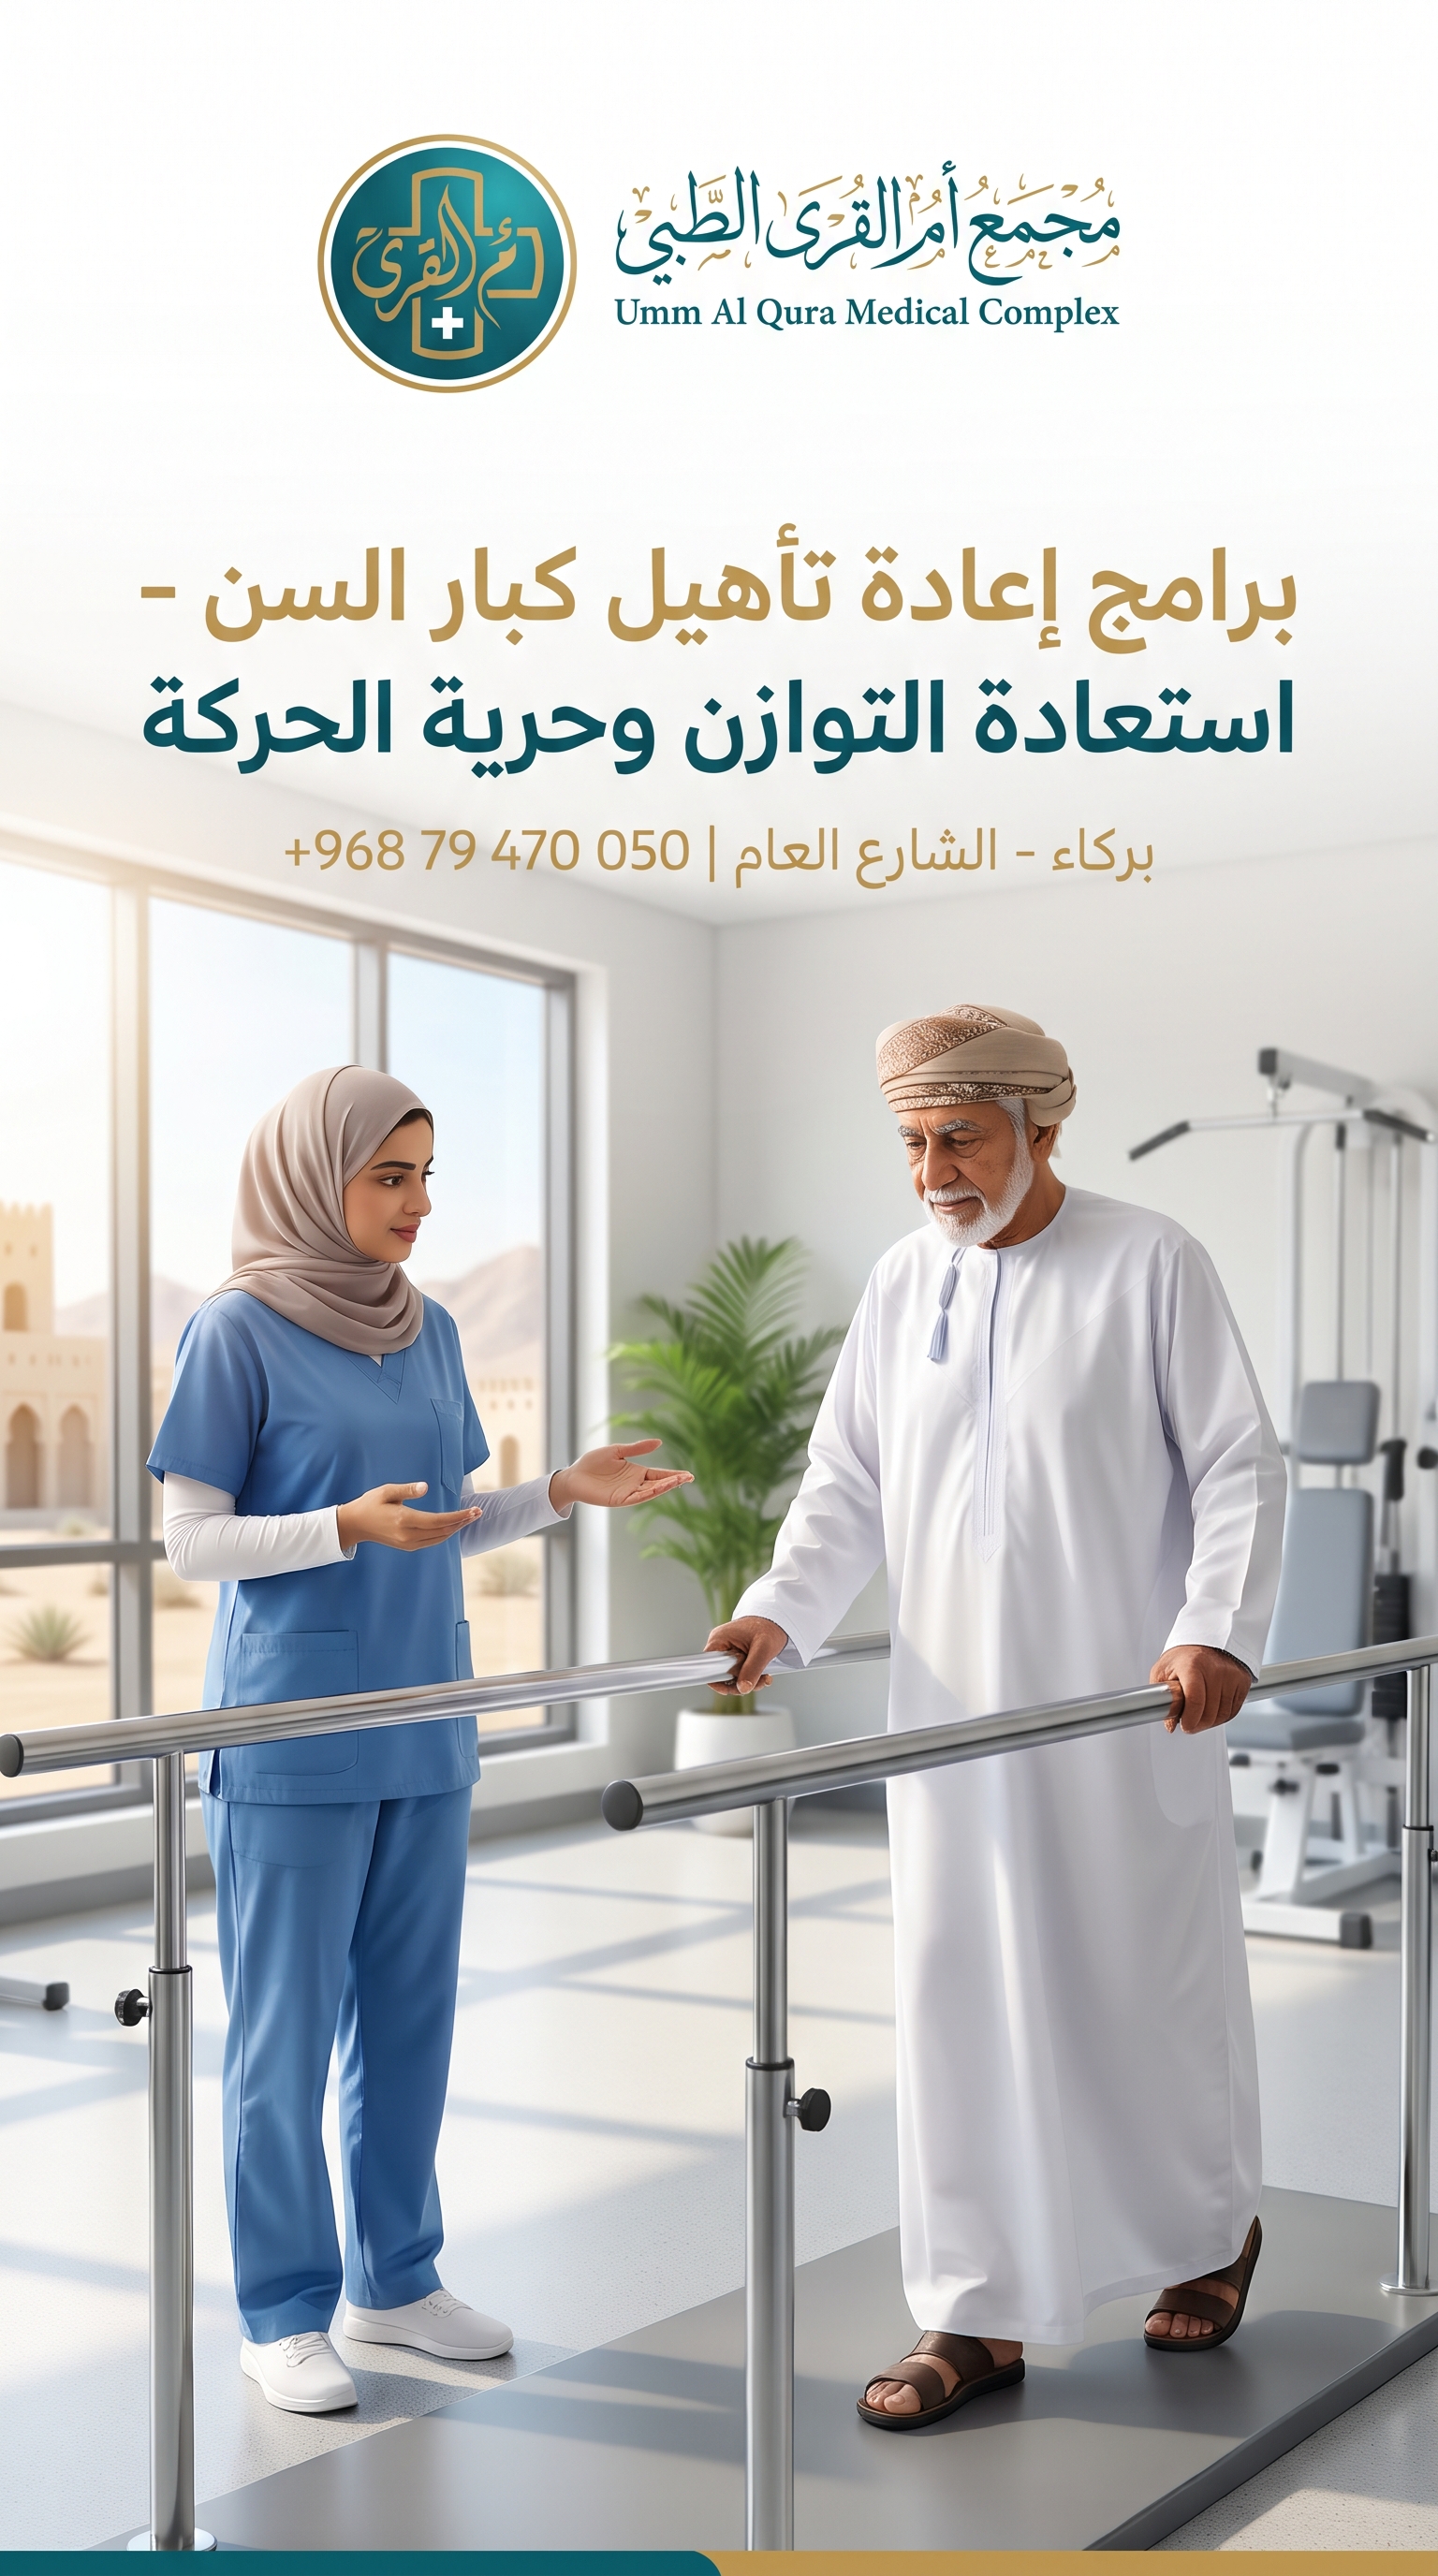 أم القرى
مجمع أم القرى الطبي
Umm Al Qura Medical Complex
برامج إعادة تأهيل كبار السن -
استعادة التوازن وحرية الحركة
بركاء - الشارع العام | 050 470 79 968+